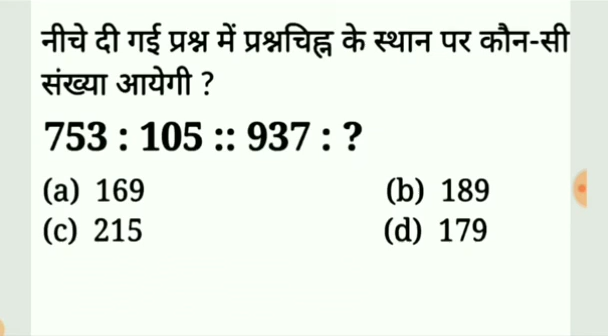 नीचे दी गई प्रश्न में प्रश्नचिह्न के स्थान पर कौन-सी
संख्या आयेगी ?
753 : 105 :: 937 : ?
(a) 169 (b) 189
(c) 215 (d) 179